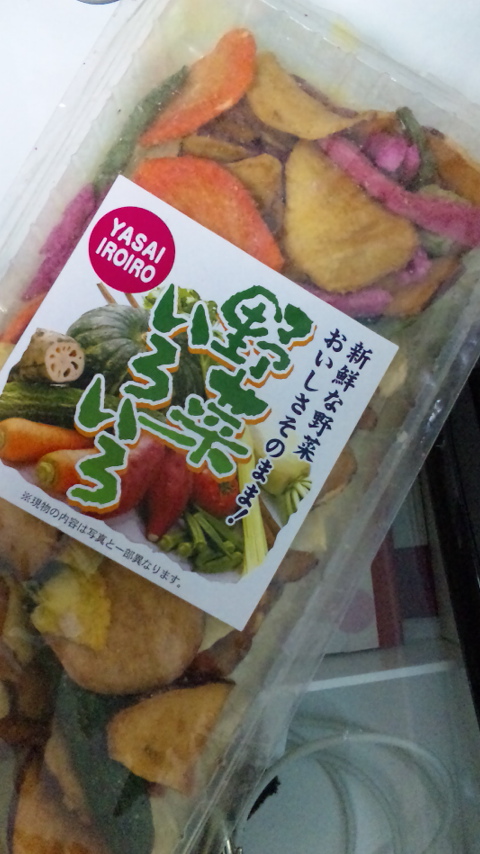 YASAI
IROIRO
新鮮な野菜
おいしさそのまま!
野菜
いろいろ
※現物の内容は写真と一部異なります。